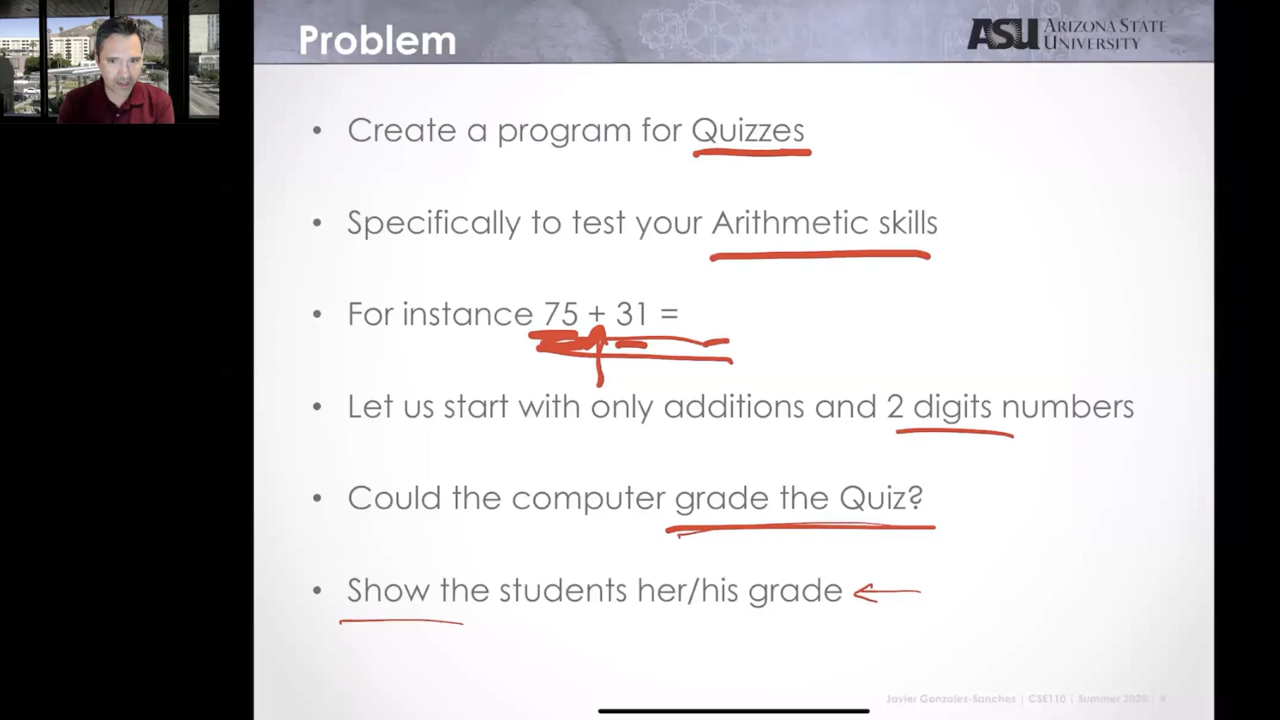 Problem
ASU ARIZONA STATE
UNIVERSITY
• Create a program for Quizzes
• Specifically to test your Arithmetic skills
• For instance 75 + 31 =
• Let us start with only additions and 2 digits numbers
• Could the computer grade the Quiz?
• Show the students her/his grade
Javier Gonzalez-Sanchez | CSE110 | Summer 2020 | 4